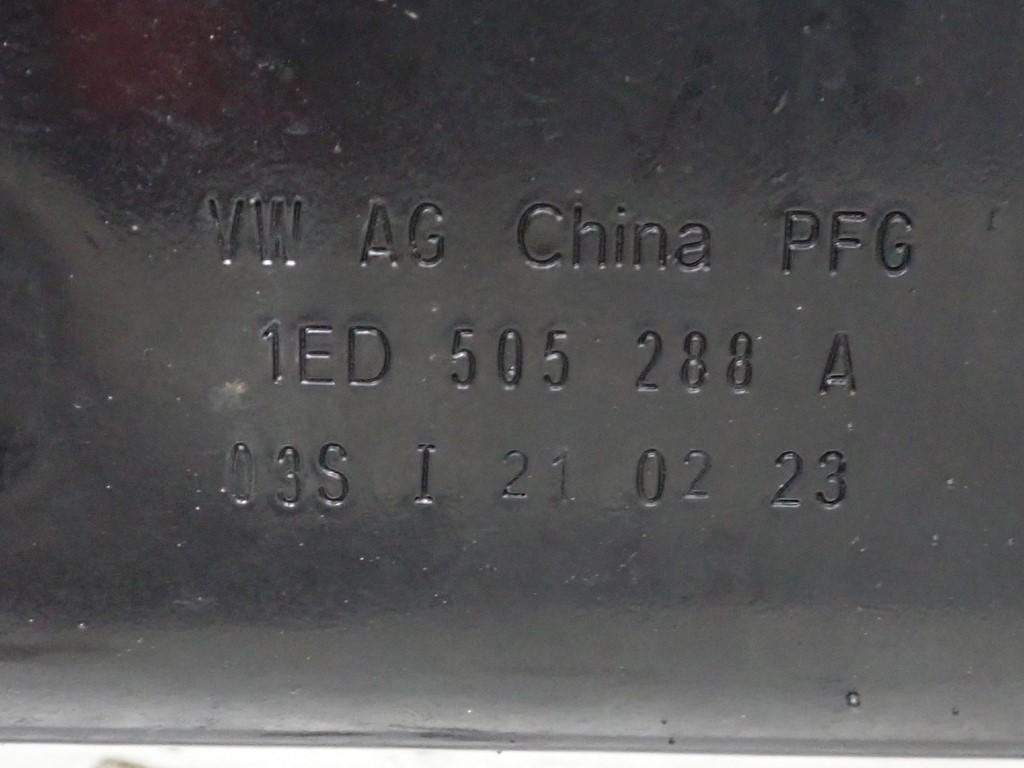 VW AG China PFG
1ED 505 288 A
03S I 21 02 23